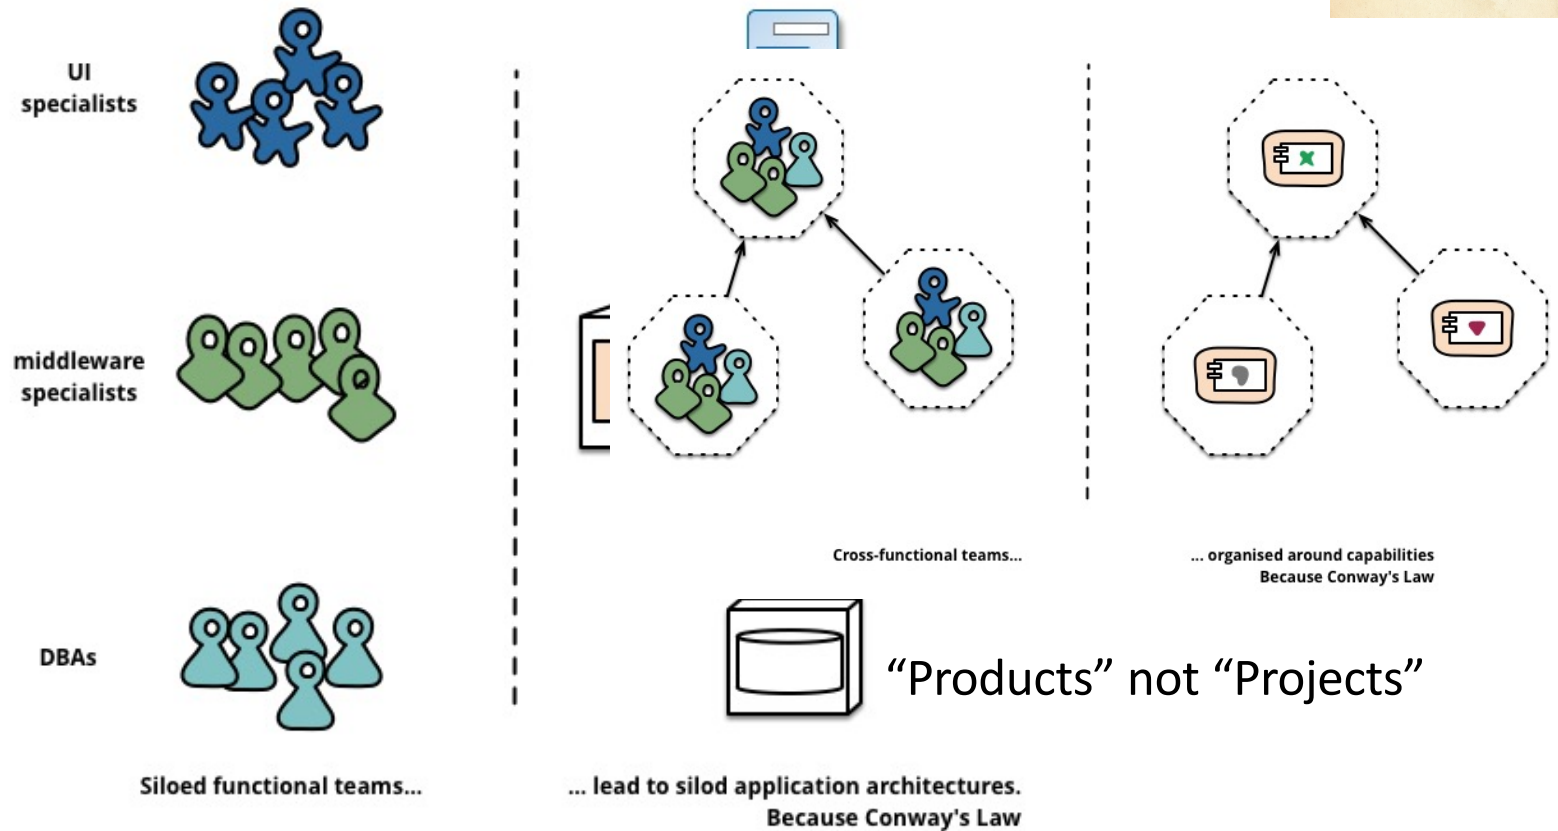 UI
specialists
middleware
specialists
DBAs
Siloed functional teams...
Cross-functional teams...
... organised around capabilities
Because Conway's Law
“Products” not “Projects”
... lead to silod application architectures.
Because Conway's Law